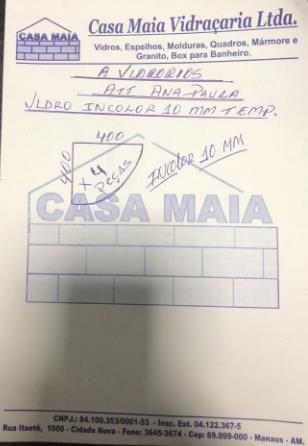 CASA MAIA
Casa Maia Vidraçaria Ltda.
Vidros, Espelhos, Molduras, Quadros, Mármore e
Granito, Box para Banheiro.
A VIDRORIOS
ATT ANA PAULA
VIDRO INCOLOR 10 MM TEMP.
400
400
x 4
Peças
INCOLOR 10 MM
CASA MAIA
CNPJ.: 84.100.353/0001-53 - Insc. Est. 04.122.367-5
Rua Itaeté, 1000 - Cidade Nova - Fone: 3645-3674 - Cep: 69.099-000 - Manaus - AM.